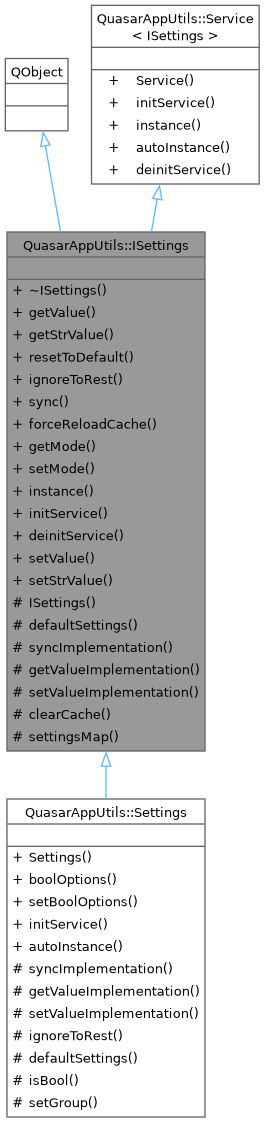 QuasarAppUtils::Service
< ISettings >
+ Service()
+ initService()
+ instance()
+ autoInstance()
+ deinitService()
QObject
QuasarAppUtils::ISettings
+ ~ISettings()
+ getValue()
+ getStrValue()
+ resetToDefault()
+ ignoreToRest()
+ sync()
+ forceReloadCache()
+ getMode()
+ setMode()
+ instance()
+ initService()
+ deinitService()
+ setValue()
+ setStrValue()
# ISettings()
# defaultSettings()
# syncImplementation()
# getValueImplementation()
# setValueImplementation()
# clearCache()
# settingsMap()
QuasarAppUtils::Settings
+ Settings()
+ boolOptions()
+ setBoolOptions()
+ initService()
+ autoInstance()
# syncImplementation()
# getValueImplementation()
# setValueImplementation()
# ignoreToRest()
# defaultSettings()
# isBool()
# setGroup()